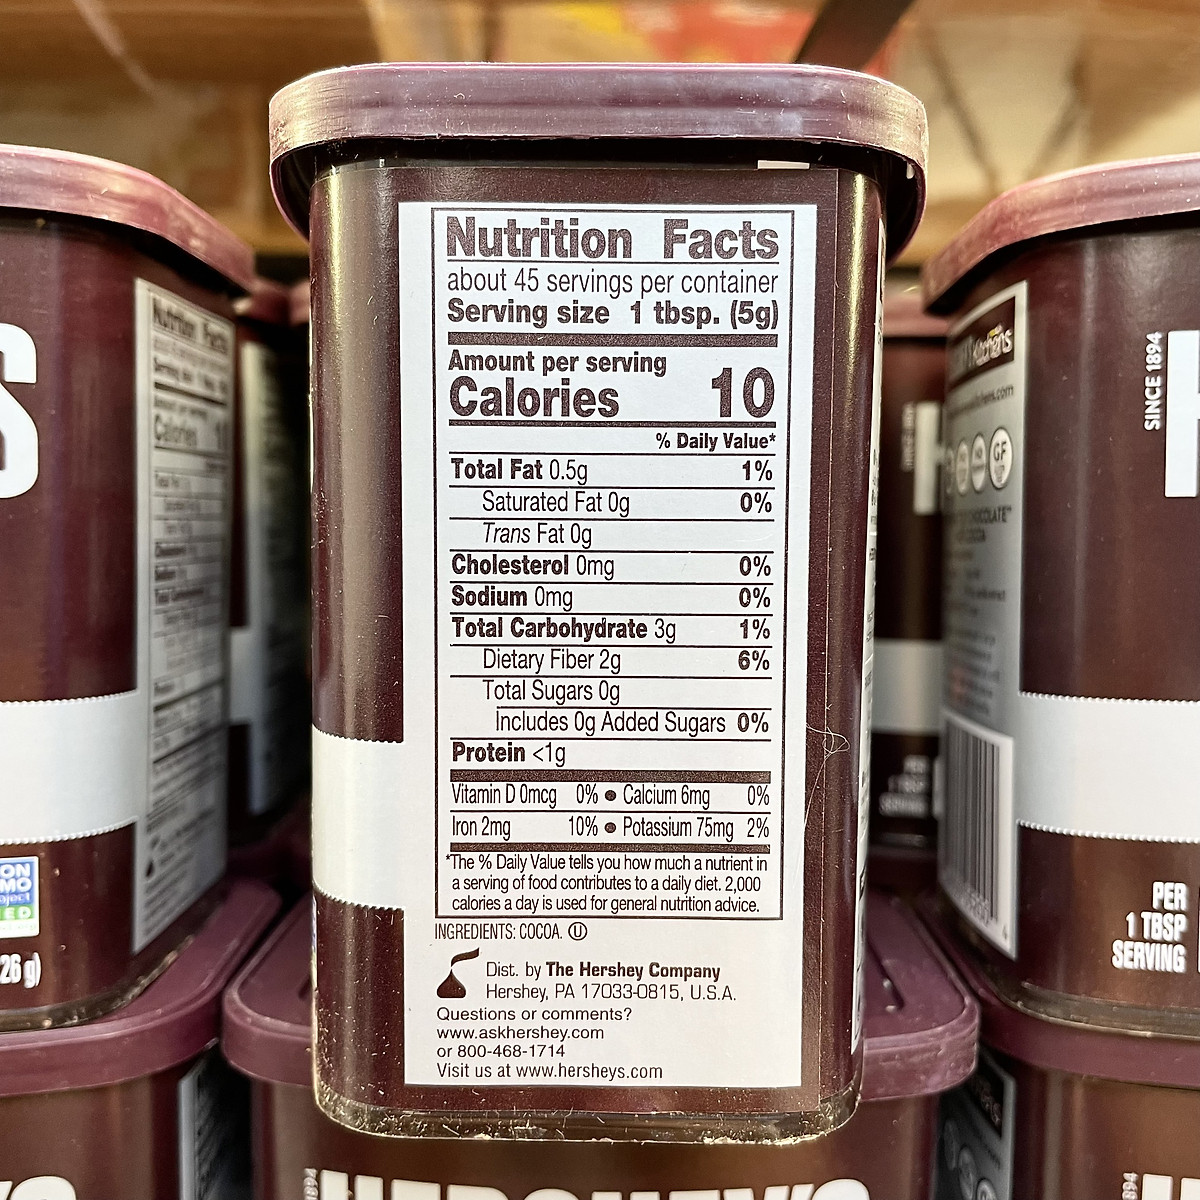 Nutrition Facts
about 45 servings per container
Serving size 1 tbsp. (5g)
Amount per serving
Calories 10
% Daily Value*
Total Fat 0.5g 1%
Saturated Fat 0g 0%
Trans Fat 0g
Cholesterol 0mg 0%
Sodium 0mg 0%
Total Carbohydrate 3g 1%
Dietary Fiber 2g 6%
Total Sugars 0g
Includes 0g Added Sugars 0%
Protein <1g
Vitamin D 0mcg 0% • Calcium 6mg 0%
Iron 2mg 10% • Potassium 75mg 2%
*The % Daily Value tells you how much a nutrient in
a serving of food contributes to a daily diet. 2,000
calories a day is used for general nutrition advice.
INGREDIENTS: COCOA. Ⓤ
Dist. by The Hershey Company
Hershey, PA 17033-0815, U.S.A.
Questions or comments?
www.askhershey.com
or 800-468-1714
Visit us at www.hersheys.com
S
Nutrition Facts
Calories
26 g)
SINCE 1894
H
GF
PER
1 TBSP
SERVING
HERSHEY'S